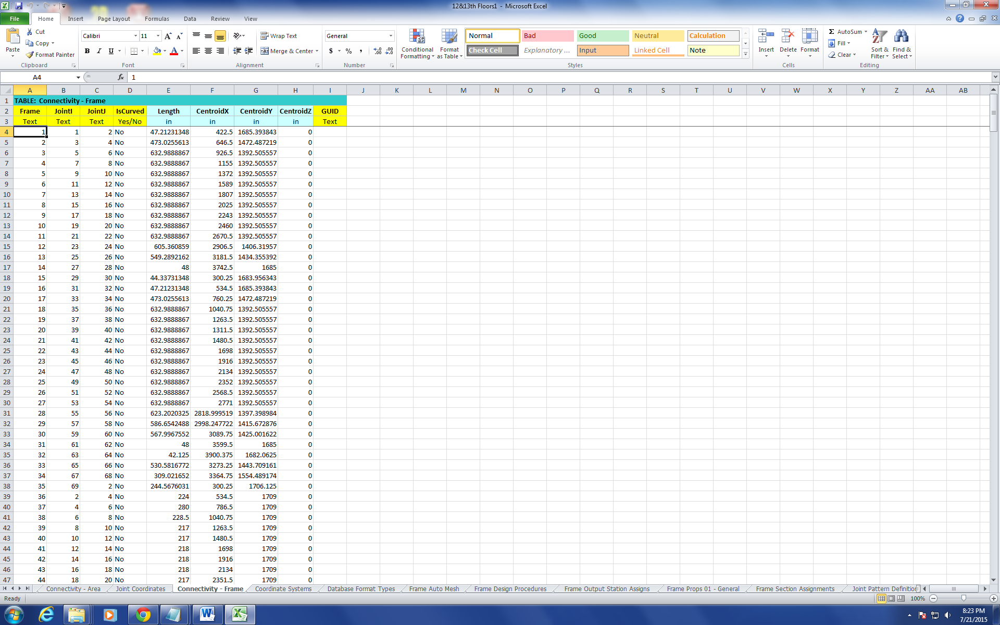 12&13th Floors1 - Microsoft Excel
File Home Insert Page Layout Formulas Data Review View
Paste Cut Copy Format Painter Clipboard
Calibri 11 B I U Font
Wrap Text Merge & Center Alignment
General $ % , Number
Conditional Formatting Format as Table
Normal Bad Good Neutral Calculation
Check Cell Explanatory ... Input Linked Cell Note
Styles
Insert Delete Format Cells
Σ AutoSum Fill Clear Sort & Filter Find & Select Editing
A4 fx 1
A B C D E F G H I J K L M N O P Q R S T U V W X Y Z AA AB
1 TABLE: Connectivity - Frame
2 Frame JointI JointJ IsCurved Length CentroidX CentroidY CentroidZ GUID
3 Text Text Text Yes/No in in in in Text
4 1 1 2 No 47.21231348 422.5 1685.393843 0
5 2 3 4 No 473.0255613 646.5 1472.487219 0
6 3 5 6 No 632.9888867 926.5 1392.505557 0
7 4 7 8 No 632.9888867 1155 1392.505557 0
8 5 9 10 No 632.9888867 1372 1392.505557 0
9 6 11 12 No 632.9888867 1589 1392.505557 0
10 7 13 14 No 632.9888867 1807 1392.505557 0
11 8 15 16 No 632.9888867 2025 1392.505557 0
12 9 17 18 No 632.9888867 2243 1392.505557 0
13 10 19 20 No 632.9888867 2460 1392.505557 0
14 11 21 22 No 632.9888867 2670.5 1392.505557 0
15 12 23 24 No 605.360859 2906.5 1406.31957 0
16 13 25 26 No 549.2892162 3181.5 1434.355392 0
17 14 27 28 No 48 3742.5 1685 0
18 15 29 30 No 44.33731348 300.25 1683.956343 0
19 16 31 32 No 47.21231348 534.5 1685.393843 0
20 17 33 34 No 473.0255613 760.25 1472.487219 0
21 18 35 36 No 632.9888867 1040.75 1392.505557 0
22 19 37 38 No 632.9888867 1263.5 1392.505557 0
23 20 39 40 No 632.9888867 1311.5 1392.505557 0
24 21 41 42 No 632.9888867 1480.5 1392.505557 0
25 22 43 44 No 632.9888867 1698 1392.505557 0
26 23 45 46 No 632.9888867 1916 1392.505557 0
27 24 47 48 No 632.9888867 2134 1392.505557 0
28 25 49 50 No 632.9888867 2352 1392.505557 0
29 26 51 52 No 632.9888867 2568.5 1392.505557 0
30 27 53 54 No 632.9888867 2771 1392.505557 0
31 28 55 56 No 623.2020325 2818.999519 1397.398984 0
32 29 57 58 No 586.6542488 2998.247722 1415.672876 0
33 30 59 60 No 567.9967552 3089.75 1425.001622 0
34 31 61 62 No 48 3599.5 1685 0
35 32 63 64 No 42.125 3900.375 1682.0625 0
36 33 65 66 No 530.5816772 3273.25 1443.709161 0
37 34 67 68 No 309.021652 3364.75 1554.489174 0
38 35 69 2 No 244.5676031 300.25 1706.125 0
39 36 2 4 No 224 534.5 1709 0
40 37 4 6 No 280 786.5 1709 0
41 38 6 8 No 228.5 1040.75 1709 0
42 39 8 10 No 217 1263.5 1709 0
43 40 10 12 No 217 1480.5 1709 0
44 41 12 14 No 218 1698 1709 0
45 42 14 16 No 218 1916 1709 0
46 43 16 18 No 218 2134 1709 0
47 44 18 20 No 217 2351.5 1709 0
Connectivity - Area Joint Coordinates Connectivity - Frame Coordinate Systems Database Format Types Frame Auto Mesh Frame Design Procedures Frame Output Station Assigns Frame Props 01 - General Frame Section Assignments Joint Pattern Definition
Ready 100%
8:23 PM
7/21/2015